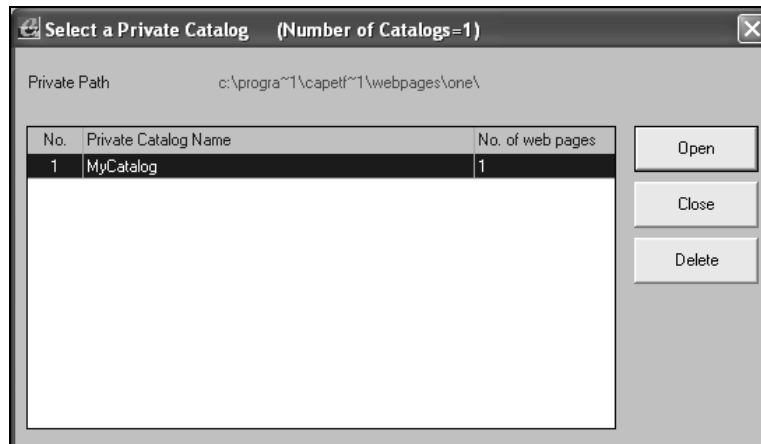 Select a Private Catalog (Number of Catalogs=1)
Private Path c:\progra~1\capetf~1\webpages\one\
No. Private Catalog Name No. of web pages
1 MyCatalog 1
Open
Close
Delete